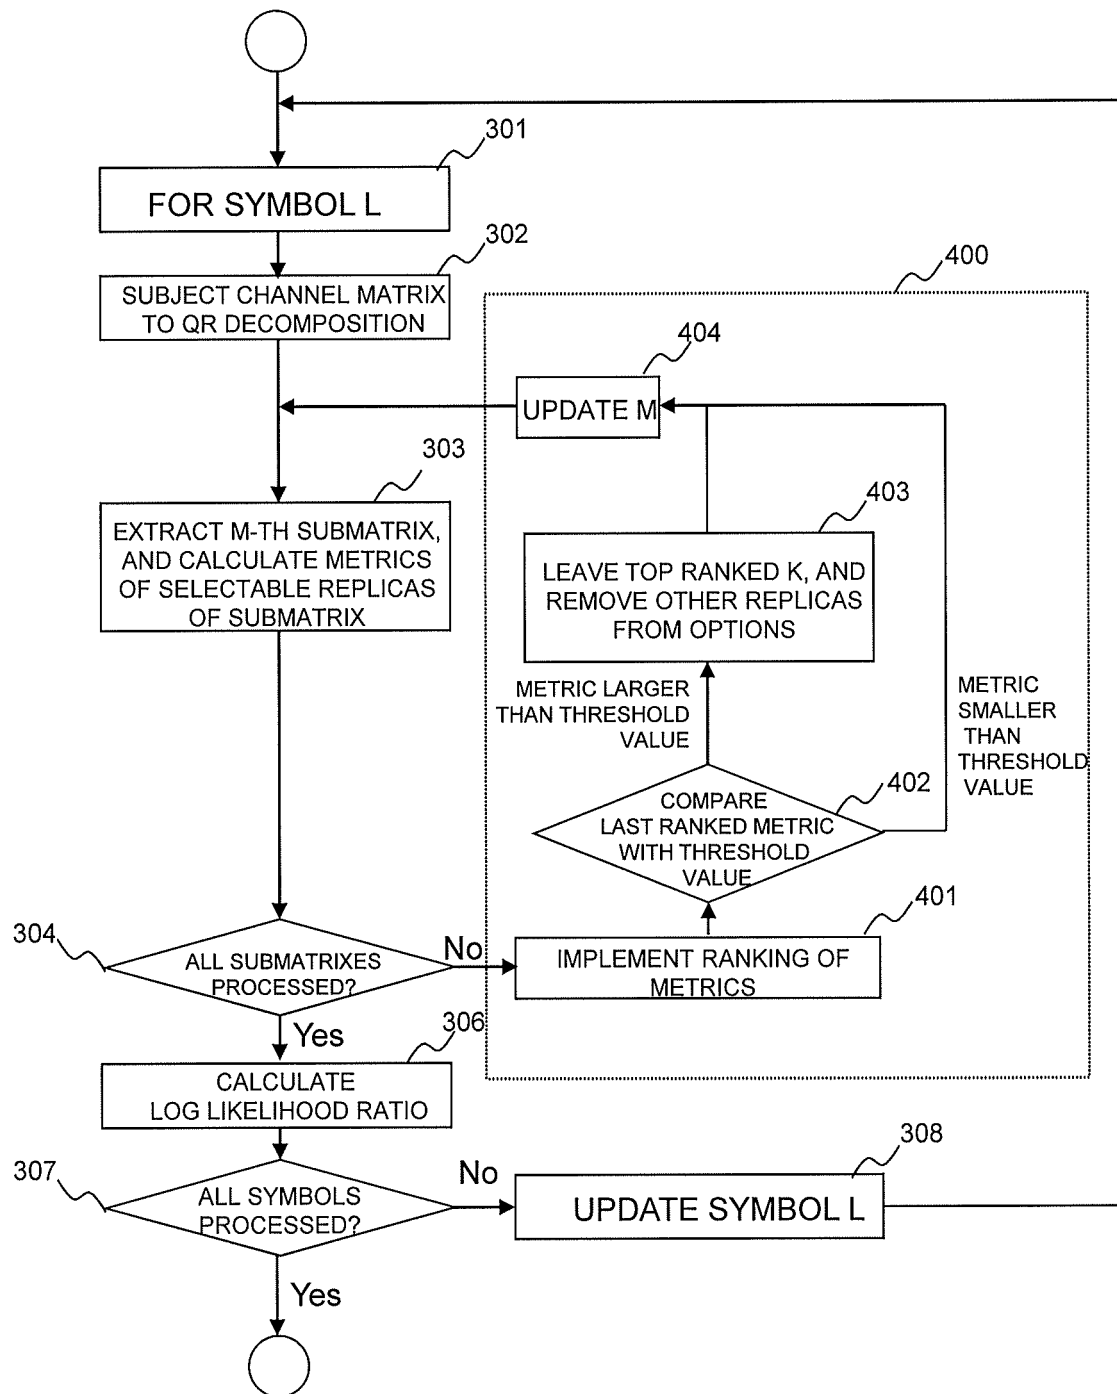 301
FOR SYMBOL L
302
SUBJECT CHANNEL MATRIX
TO QR DECOMPOSITION
400
404
UPDATE M
303
EXTRACT M-TH SUBMATRIX,
AND CALCULATE METRICS
OF SELECTABLE REPLICAS
OF SUBMATRIX
403
LEAVE TOP RANKED K, AND
REMOVE OTHER REPLICAS
FROM OPTIONS
METRIC LARGER
THAN THRESHOLD
VALUE
METRIC
SMALLER
THAN
THRESHOLD
VALUE
402
COMPARE
LAST RANKED METRIC
WITH THRESHOLD
VALUE
401
IMPLEMENT RANKING OF
METRICS
304
ALL SUBMATRIXES
PROCESSED?
No
Yes
306
CALCULATE
LOG LIKELIHOOD RATIO
307
ALL SYMBOLS
PROCESSED?
No
308
UPDATE SYMBOL L
Yes